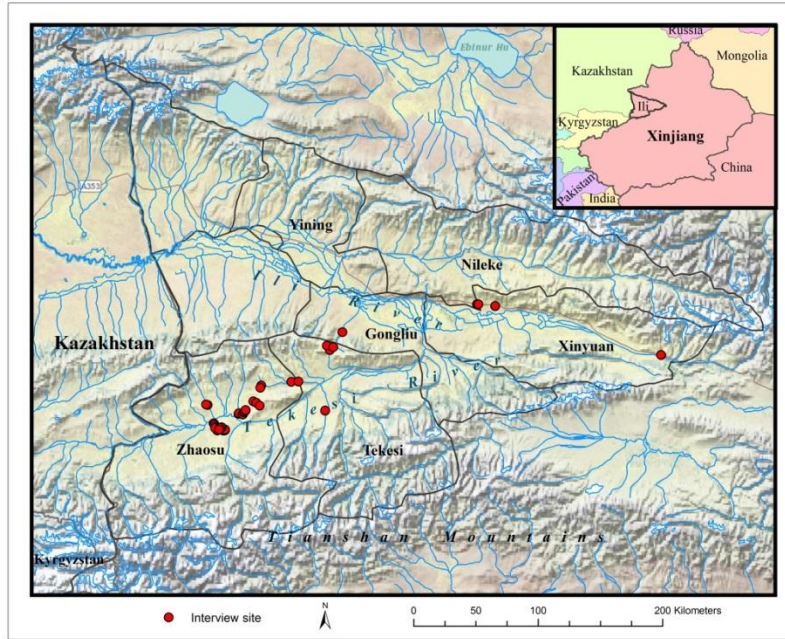 Ebinur Hu
A353
Yining
Nileke
Ili River
Kazakhstan
Gongliu
Xinyuan
Tekesi River
Zhaosu
Tekesi
Tianshan Mountains
Kyrgyzstan
Russia
Mongolia
Kazakhstan
Ili
Kyrgyzstan
Xinjiang
China
Pakistan
India
Interview site
N
0 50 100 200 Kilometers